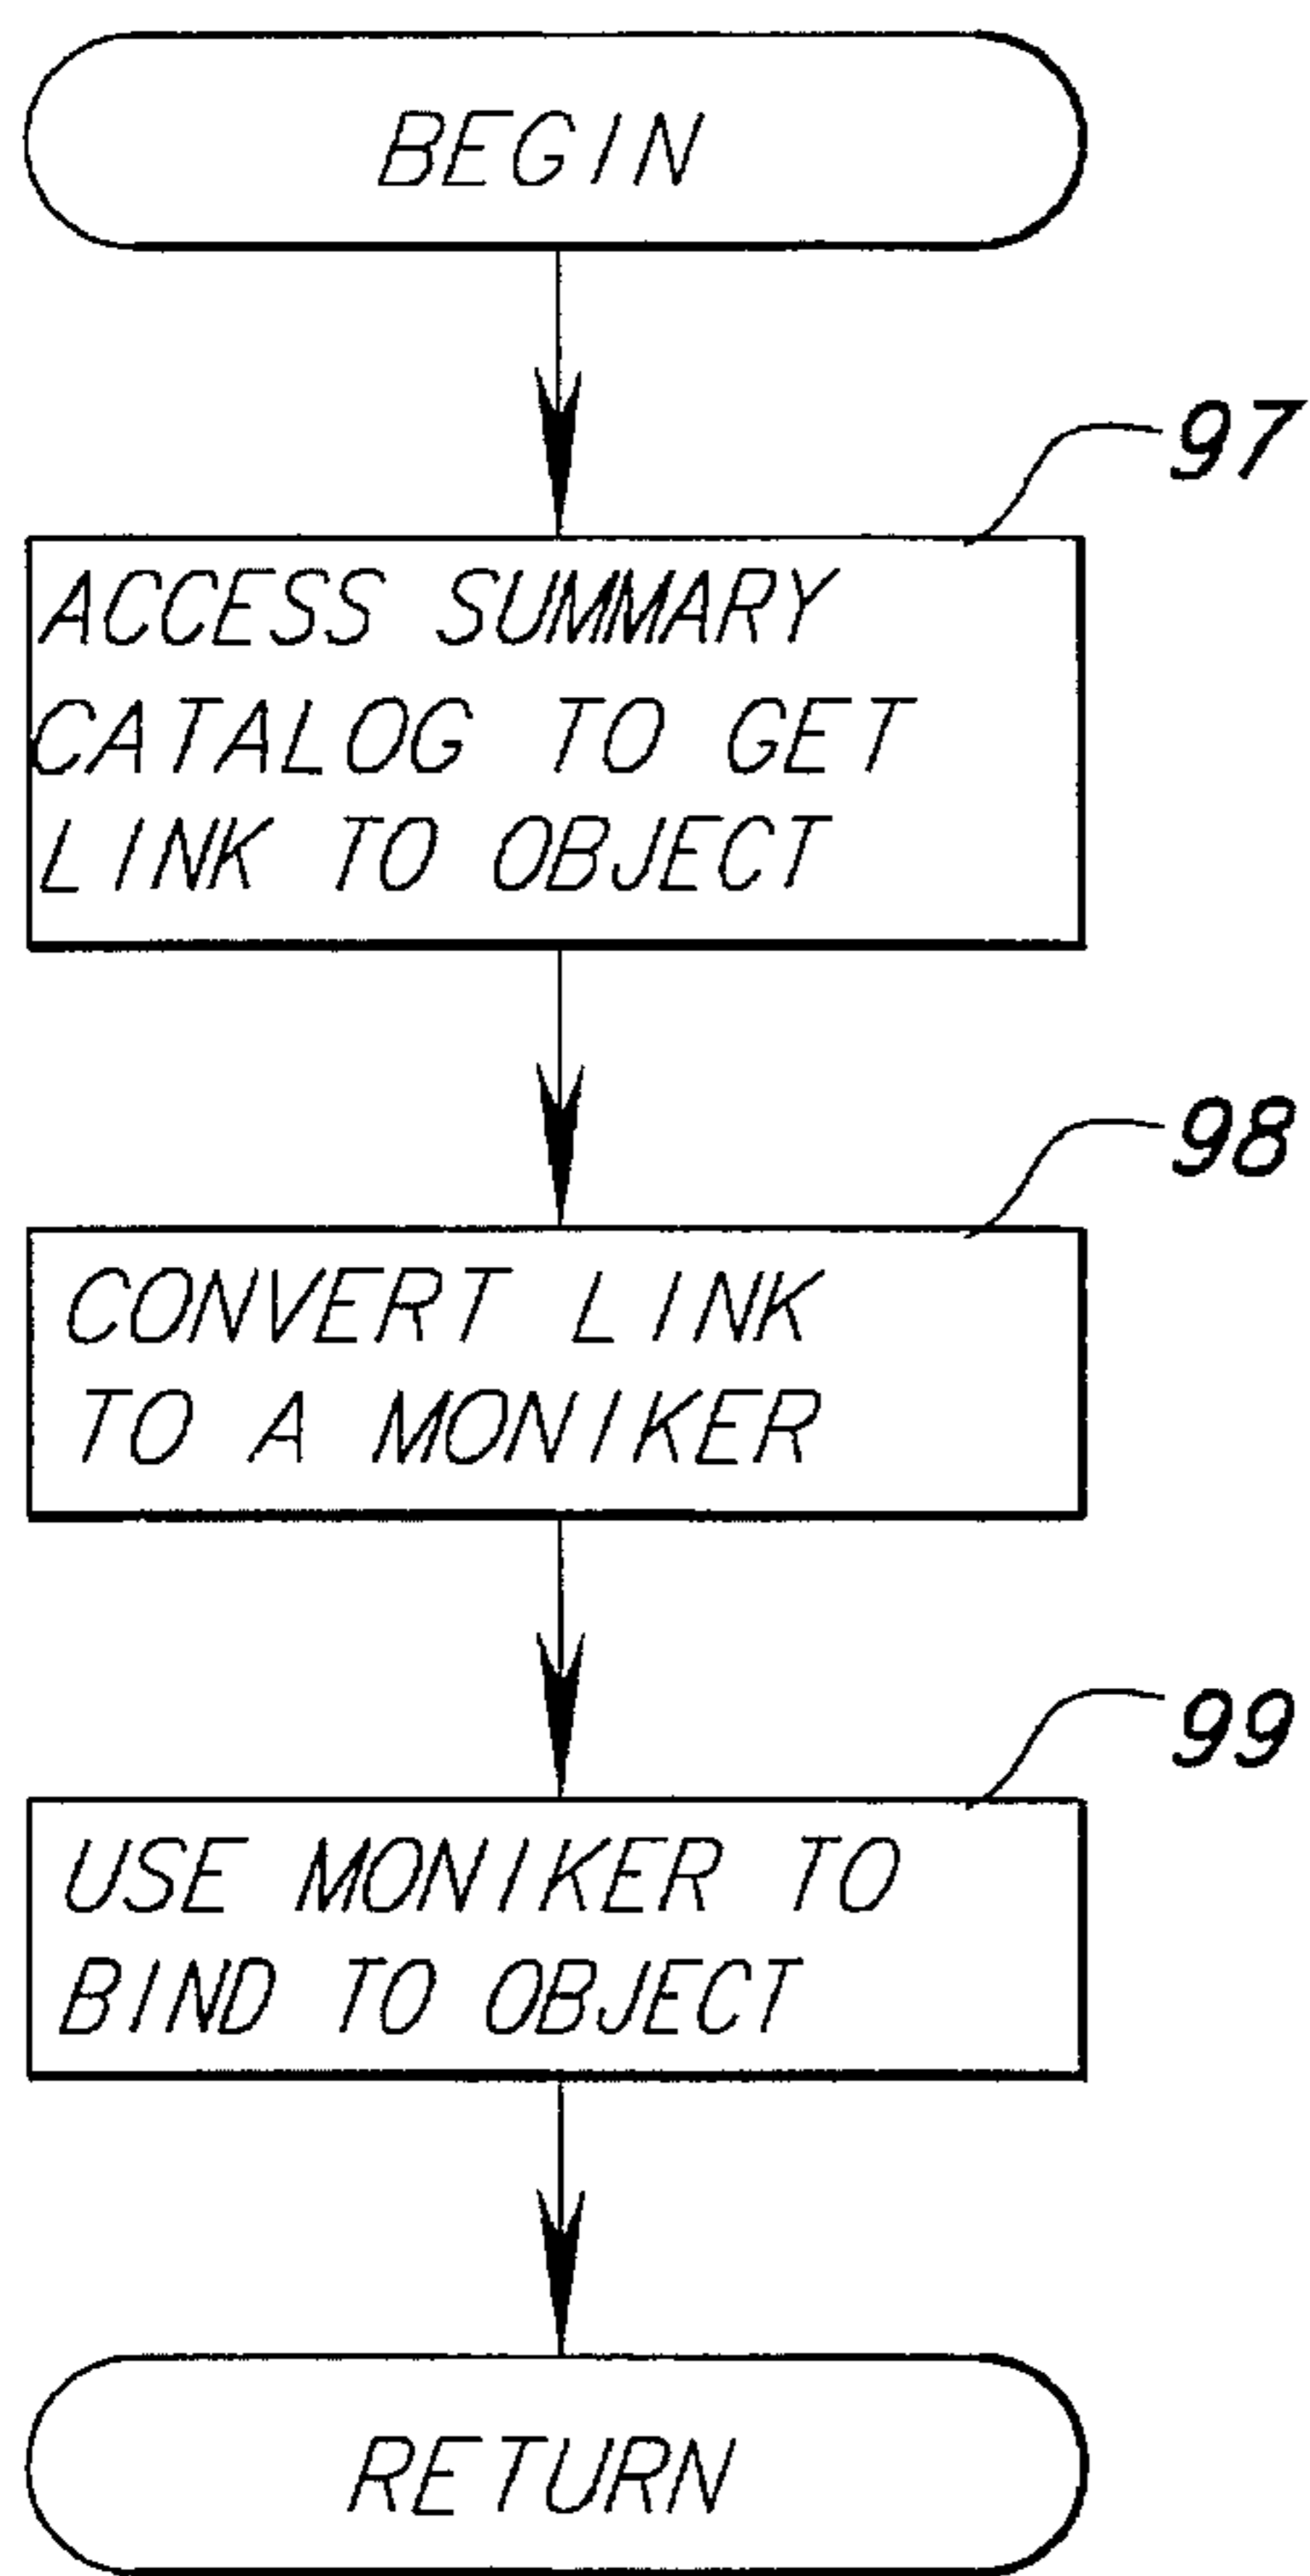 BEGIN
97
ACCESS SUMMARY
CATALOG TO GET
LINK TO OBJECT
98
CONVERT LINK
TO A MONIKER
99
USE MONIKER TO
BIND TO OBJECT
RETURN